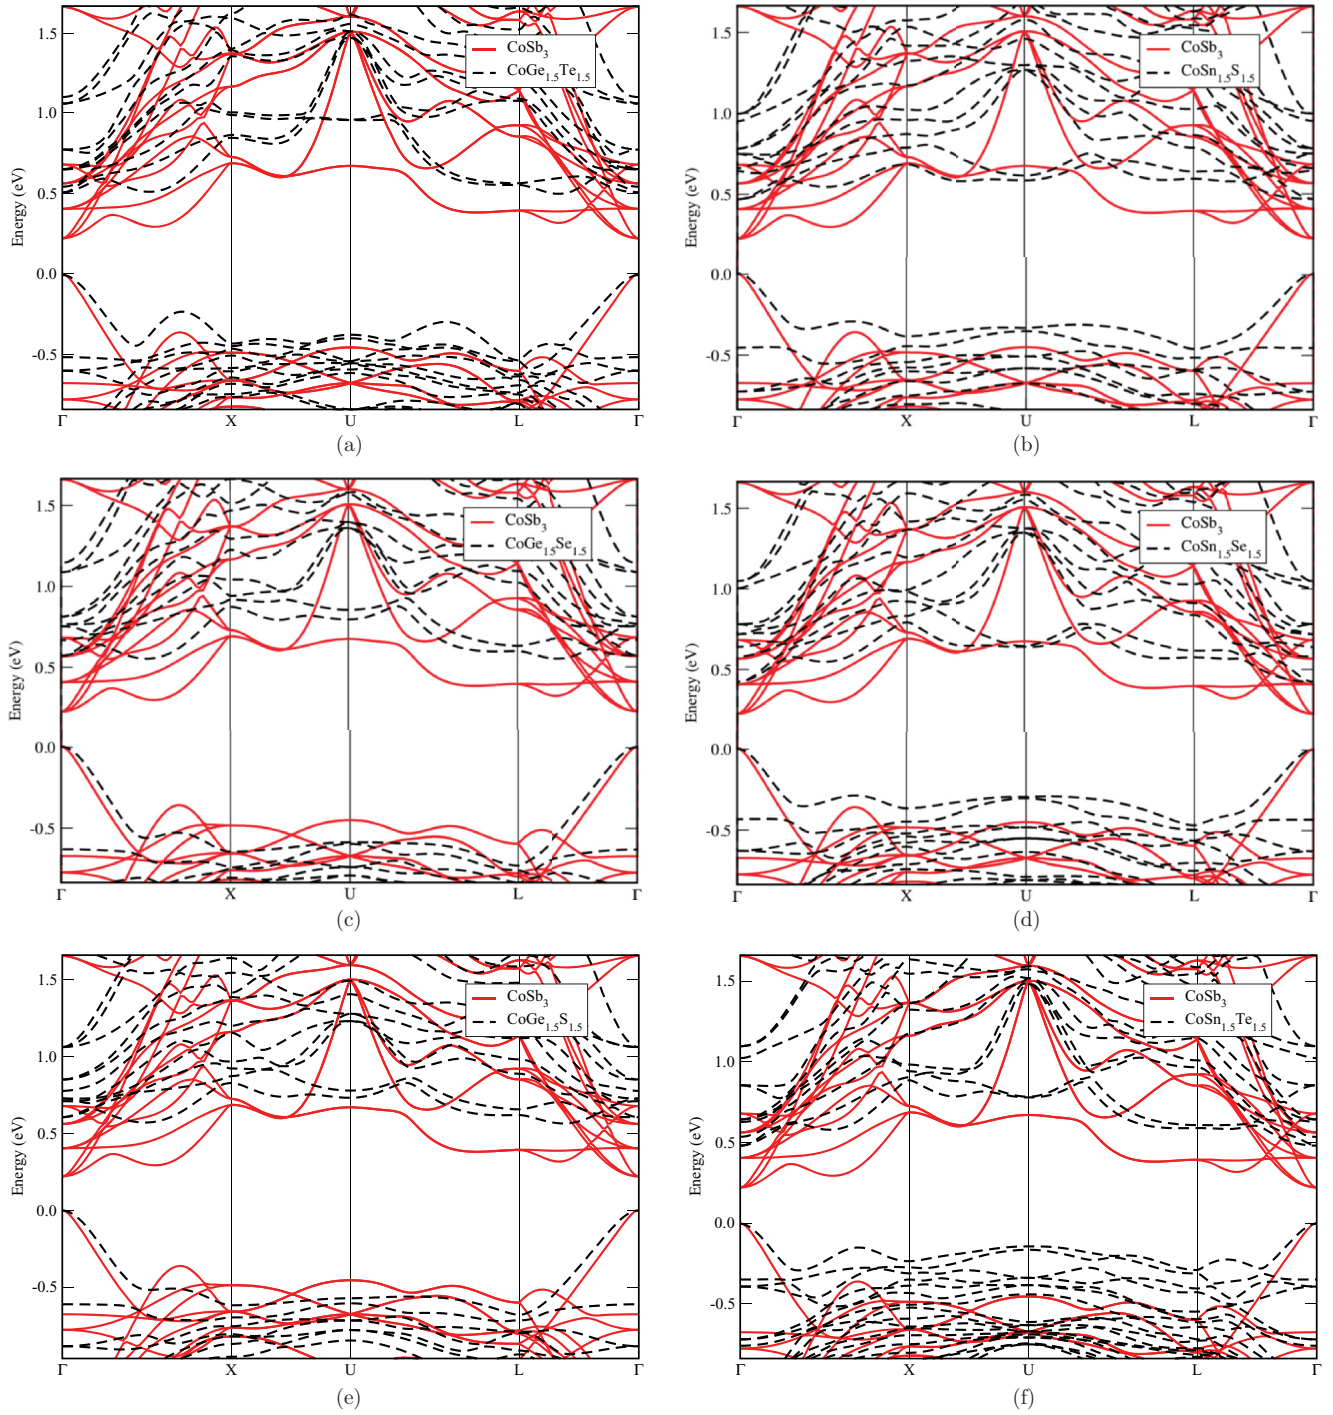 1.5
1.0
0.5
0.0
-0.5
Energy (eV)
CoSb3
CoGe1.5Te1.5
Γ X U L Γ
(a)
1.5
1.0
0.5
0.0
-0.5
Energy (eV)
CoSb3
CoSn1.5S1.5
Γ X U L Γ
(b)
1.5
1.0
0.5
0.0
-0.5
Energy (eV)
CoSb3
CoGe1.5Se1.5
Γ X U L Γ
(c)
1.5
1.0
0.5
0.0
-0.5
Energy (eV)
CoSb3
CoSn1.5Se1.5
Γ X U L Γ
(d)
1.5
1.0
0.5
0.0
-0.5
Energy (eV)
CoSb3
CoGe1.5S1.5
Γ X U L Γ
(e)
1.5
1.0
0.5
0.0
-0.5
Energy (eV)
CoSb3
CoSn1.5Te1.5
Γ X U L Γ
(f)